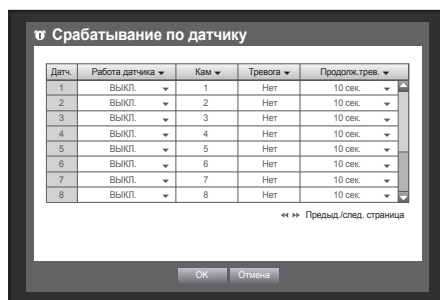 Срабатывание по датчику
Датч. Работа датчика Кам Тревога Продолж.трев.
1 ВЫКЛ. 1 Нет 10 сек.
2 ВЫКЛ. 2 Нет 10 сек.
3 ВЫКЛ. 3 Нет 10 сек.
4 ВЫКЛ. 4 Нет 10 сек.
5 ВЫКЛ. 5 Нет 10 сек.
6 ВЫКЛ. 6 Нет 10 сек.
7 ВЫКЛ. 7 Нет 10 сек.
8 ВЫКЛ. 8 Нет 10 сек.
Предыд./след. страница
OK Отмена